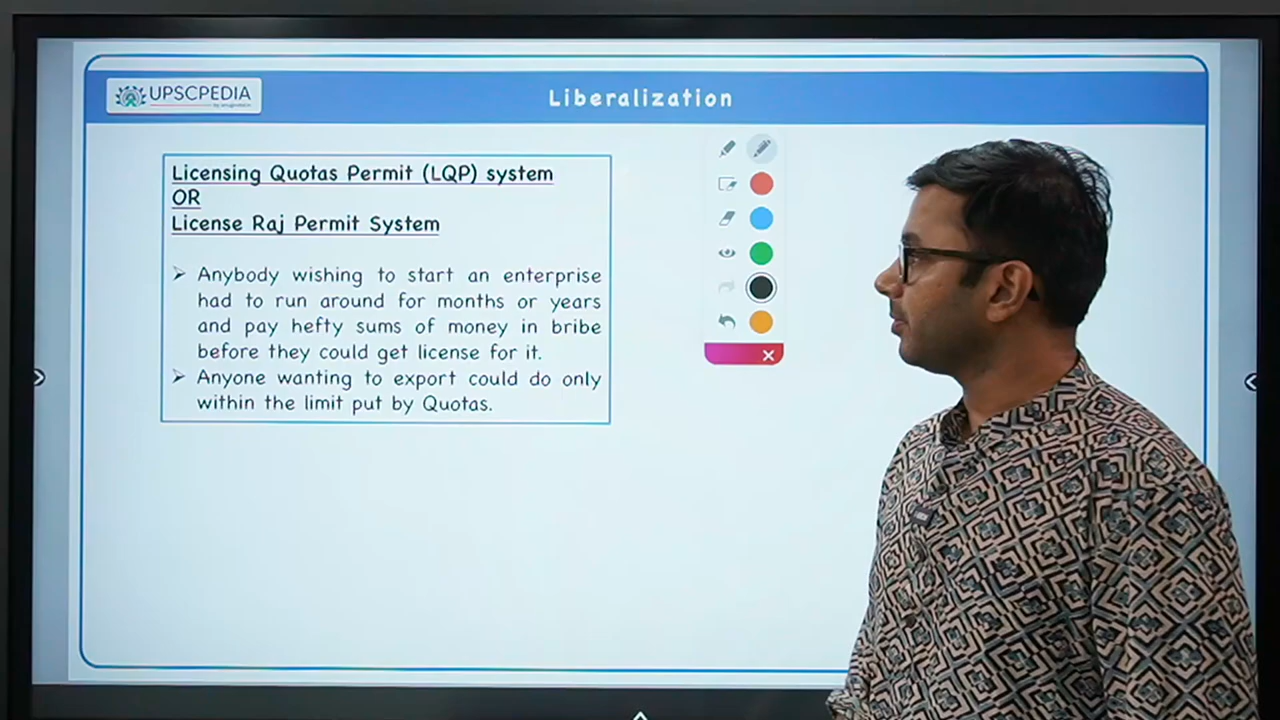 UPSCPEDIA
Liberalization
Licensing Quotas Permit (LQP) system
OR
License Raj Permit System
➢ Anybody wishing to start an enterprise
had to run around for months or years
and pay hefty sums of money in bribe
before they could get license for it.
➢ Anyone wanting to export could do only
within the limit put by Quotas.